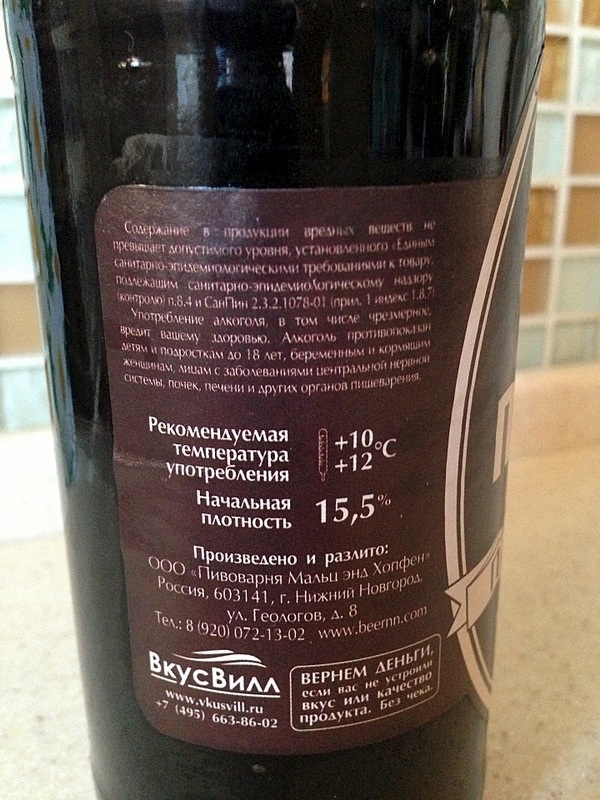 Содержание в продукции вредных веществ не
превышает допустимого уровня, установленного «Единым
санитарно-эпидемиологическими требованиями к товару,
подлежащим санитарно-эпидемиологическому надзору
(контролю) п.8.4 и СанПин 2.3.2.1078-01 (прил. 1 индекс 1.8.7)
Употребление алкоголя, в том числе чрезмерное,
вредит вашему здоровью. Алкоголь противопоказан
детям и подросткам до 18 лет, беременным и кормящим
женщинам, лицам с заболеваниями центральной нервной
системы, почек, печени и других органов пищеварения.
Рекомендуемая
температура
употребления
+10
+12 °C
Начальная
плотность
15,5%
Произведено и разлито:
ООО «Пивоварня Мальц энд Хопфен»
Россия, 603141, г. Нижний Новгород,
ул. Геологов, д. 8
Тел.: 8 (920) 072-13-02 www.beernn.com
ВкусВилл
www.vkusvill.ru
+7 (495) 663-86-02
ВЕРНЕМ ДЕНЬГИ,
если вас не устроили
вкус или качество
продукта. Без чека.